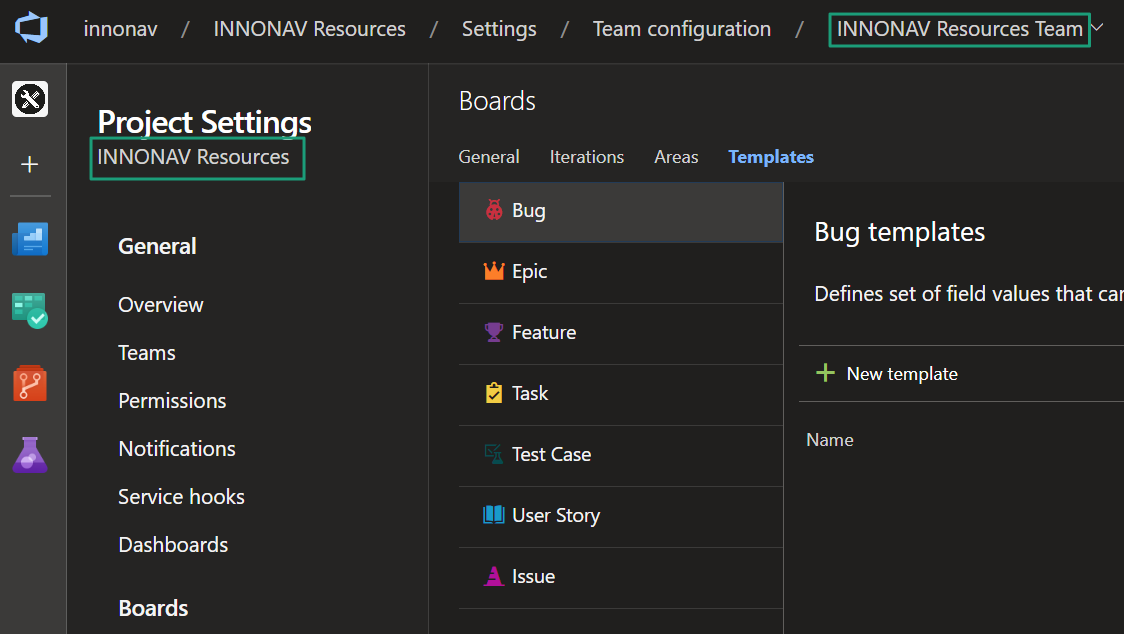 innonav / INNONAV Resources / Settings / Team configuration / INNONAV Resources Team
Project Settings
INNONAV Resources
General
Overview
Teams
Permissions
Notifications
Service hooks
Dashboards
Boards
Boards
General Iterations Areas Templates
Bug
Epic
Feature
Task
Test Case
User Story
Issue
Bug templates
Defines set of field values that
+ New template
Name